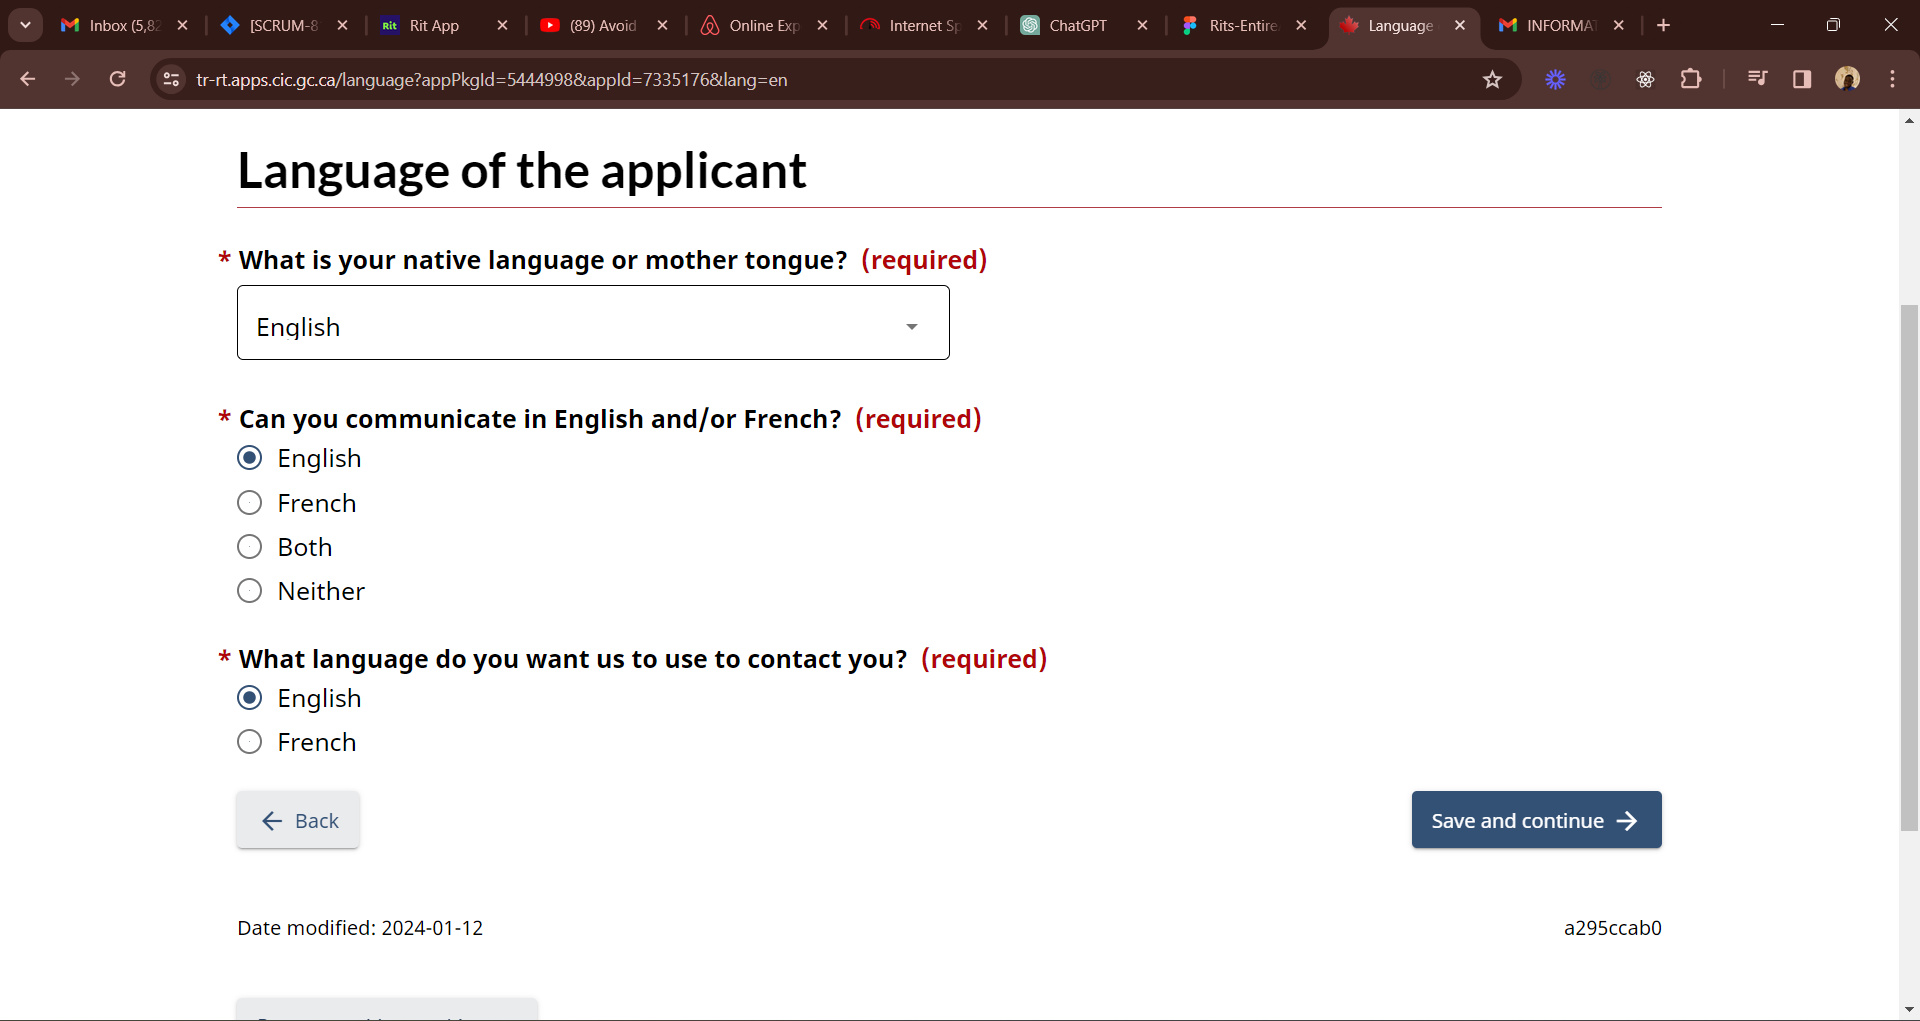 Inbox (5,82
[SCRUM-8
Rit
Rit App
(89) Avoid
Online Exp
Internet Sp
ChatGPT
Rits-Entire
Language
INFORMA
tr-rt.apps.cic.gc.ca/language?appPkgId=5444998&appId=7335176&lang=en
Language of the applicant
* What is your native language or mother tongue? (required)
English
* Can you communicate in English and/or French? (required)
English
French
Both
Neither
* What language do you want us to use to contact you? (required)
English
French
Back
Save and continue
Date modified: 2024-01-12
a295ccab0